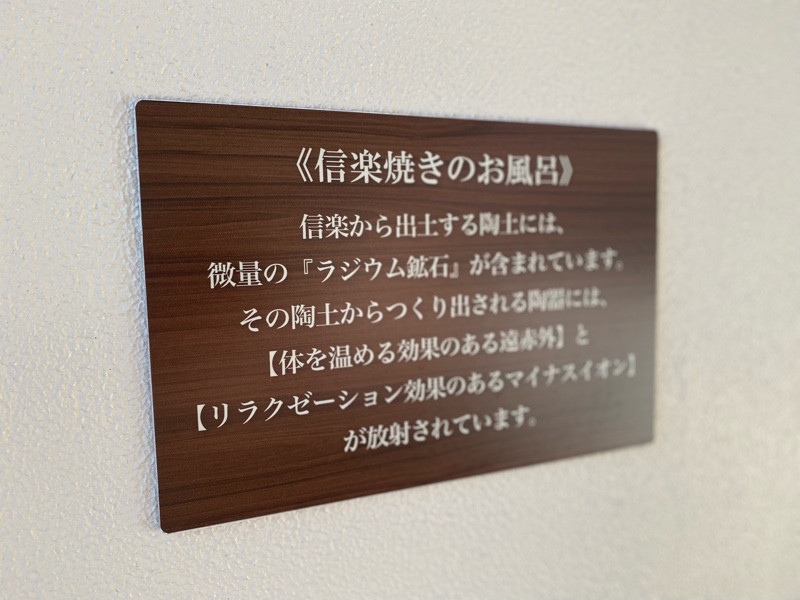 《信楽焼きのお風呂》
信楽から出土する陶土には、
微量の『ラジウム鉱石』が含まれています。
その陶土からつくり出される陶器には、
【体を温める効果のある遠赤外】と
【リラクゼーション効果のあるマイナスイオン】
が放射されています。